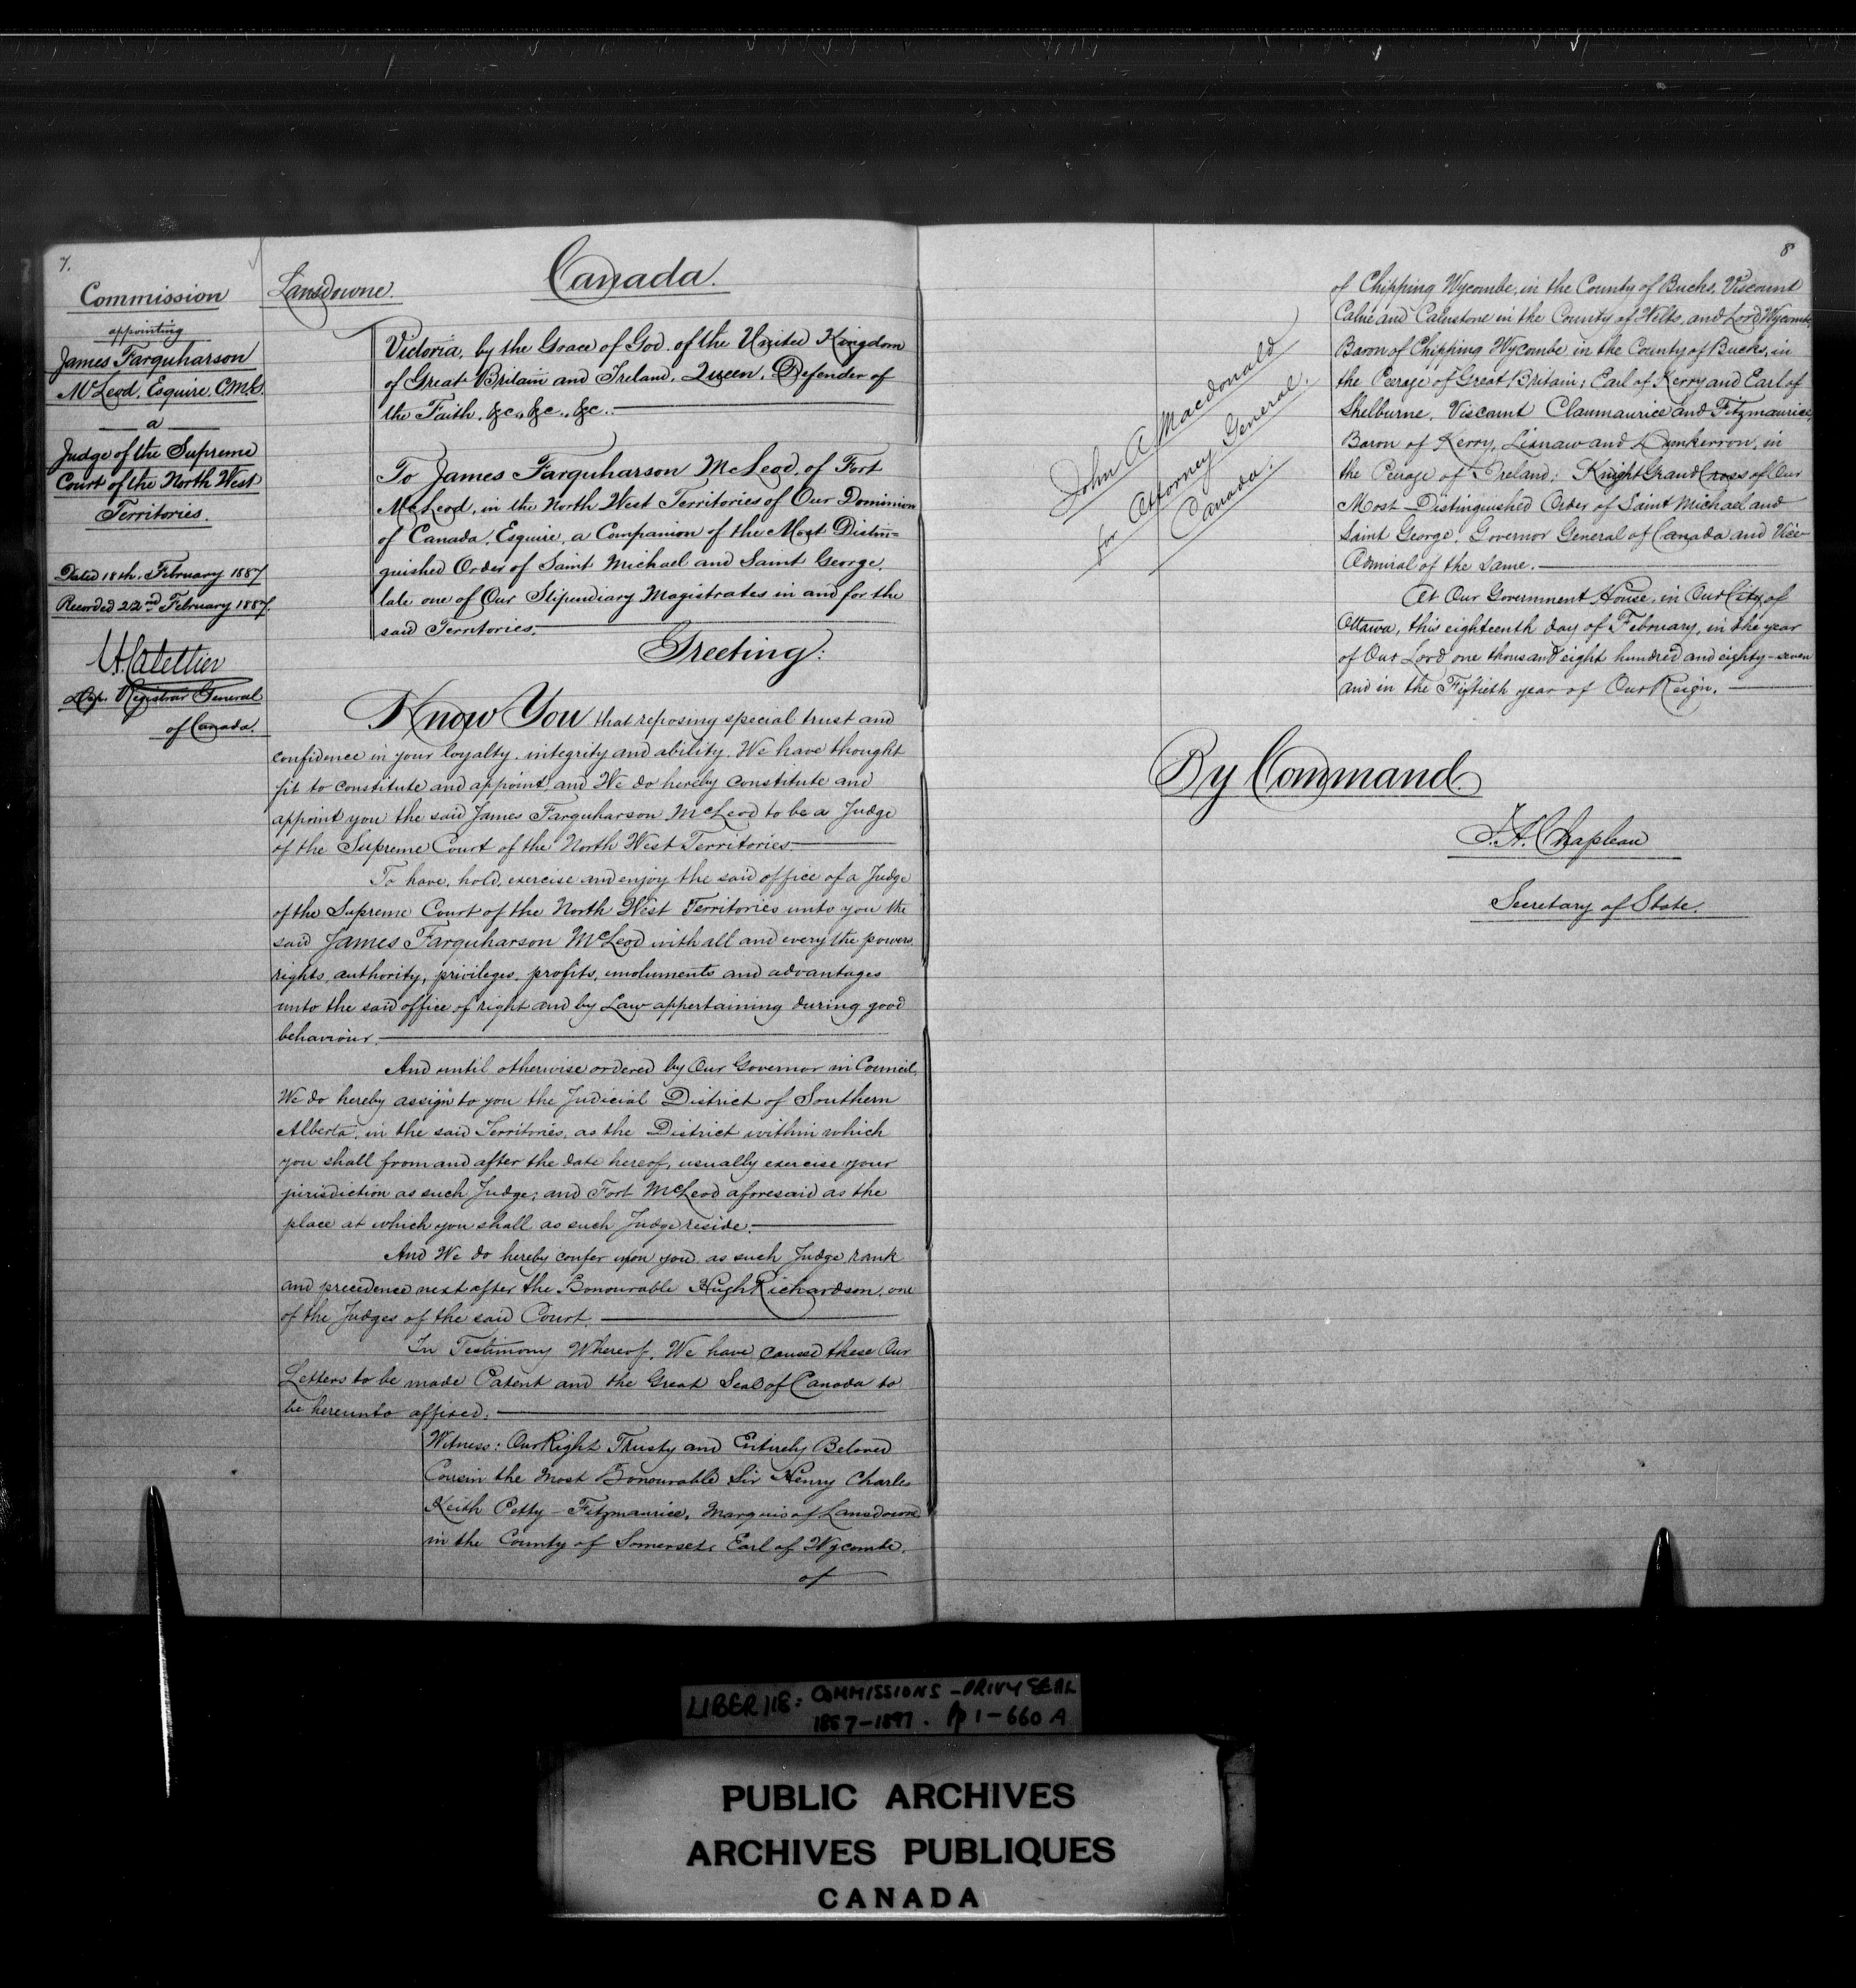 7.
Commission
appointing
James Farquharson
McLeod, Esquire, C.M.G.
a
Judge of the Supreme
Court of the North West
Territories.
Dated 18th. February 1887
Recorded 22nd February 1887.
Dep. Registrar General
of Canada.
Lansdowne.
Canada.
Victoria, by the Grace of God, of the United Kingdom
of Great Britain and Ireland, Queen, Defender of
the Faith, &c., &c., &c.
To James Farquharson McLeod, of Fort
McLeod, in the North West Territories of Our Dominion
of Canada, Esquire, a Companion of the Most Distin=
guished Order of Saint Michael and Saint George,
late one of Our Stipendiary Magistrates in and for the
said Territories.
Greeting:
Know You that reposing special trust and
confidence in your loyalty, integrity and ability, We have thought
fit to constitute and appoint and We do hereby constitute and
appoint you the said James Farquharson McLeod to be a Judge
of the Supreme Court of the North West Territories
To have, hold, exercise and enjoy the said office of a Judge
of the Supreme Court of the North West Territories unto you the
said James Farquharson McLeod with all and every the powers
rights, authority, privileges, profits, emoluments and advantages
unto the said office of right and by Law appertaining during good
behaviour.
And until otherwise ordered by Our Governor in Council,
We do hereby assign to you the Judicial District of Southern
Alberta, in the said Territories, as the District within which
you shall from and after the date hereof, usually exercise your
jurisdiction as such Judge; and Fort McLeod aforesaid as the
place at which you shall as such Judge reside.
And We do hereby confer upon you as such Judge rank
and precedence next after the Honourable Hugh Richardson, one
of the Judges of the said Court.
In Testimony Whereof, We have caused these Our
Letters to be made Patent and the Great Seal of Canada to
be hereunto affixed:
Witness: Our Right Trusty and Entirely Beloved
Cousin the Most Honourable Sir Henry Charles
Keith Petty-Fitzmaurice, Marquis of Lansdowne
in the County of Somerset, Earl of Wycombe,
of
8
of Chipping Wycombe, in the County of Bucks, Viscount
Calne and Calnstone in the County of Wilts, and Lord Wycombe,
Baron of Chipping Wycombe in the County of Bucks, in
the Peerage of Great Britain; Earl of Kerry and Earl of
Shelburne, Viscount Clanmaurice and Fitzmaurice,
Baron of Kerry, Lixnaw and Dunkerron, in
the Peerage of Ireland; Knight Grand Cross of Our
Most Distinguished Order of Saint Michael and
Saint George, Governor General of Canada and Vice
Admiral of the Same.
At Our Government House, in Our City of
Ottawa, this eighteenth day of February, in the year
of Our Lord one thousand eight hundred and eighty-seven
and in the Fiftieth year of Our Reign.
John A Macdonald
for Attorney General.
Canada.
By Command.
J.A. Chapleau
Secretary of State.
LIBER 118: COMMISSIONS - PRIVY SEAL
1887-1897. Pp 1-660 A
PUBLIC ARCHIVES
ARCHIVES PUBLIQUES
CANADA